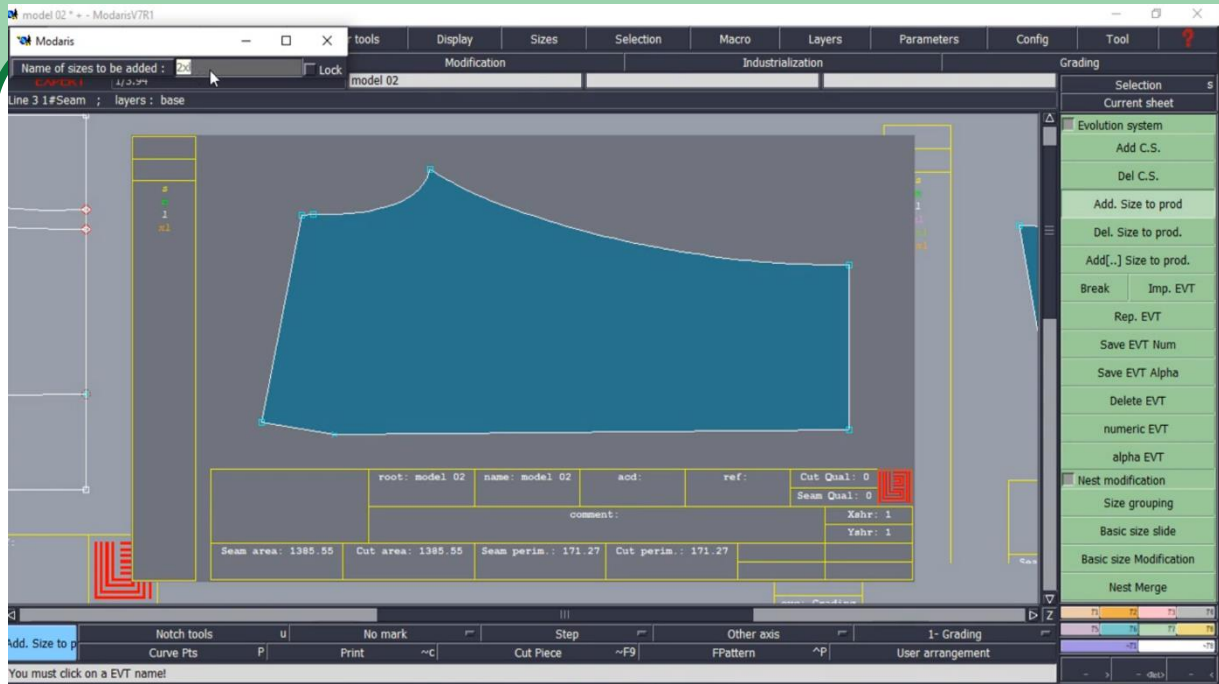 model 02 * + - ModarisV7R1
Modaris
tools Display Sizes Selection Macro Layers Parameters Config Tool ?
Name of sizes to be added : 2xl Lock
Modification Industrialization Grading
EXPERT 1/3.94 model 02
Selection s
Line 3 1#Seam ; layers : base
Current sheet
Evolution system
Add C.S.
Del C.S.
Add. Size to prod
Del. Size to prod.
Add[..] Size to prod.
Break Imp. EVT
Rep. EVT
Save EVT Num
Save EVT Alpha
Delete EVT
numeric EVT
alpha EVT
Nest modification
Size grouping
Basic size slide
Basic size Modification
Nest Merge
s
m
l
xl
root: model 02 name: model 02 acd: ref: Cut Qual: 0
Seam Qual: 0
comment: Xshr: 1
Yshr: 1
Seam area: 1385.55 Cut area: 1385.55 Seam perim.: 171.27 Cut perim.: 171.27
Z
Add. Size to p
Notch tools u No mark Step Other axis 1- Grading
Curve Pts P Print ~c Cut Piece ~F9 FPattern ^P User arrangement
You must click on a EVT name!